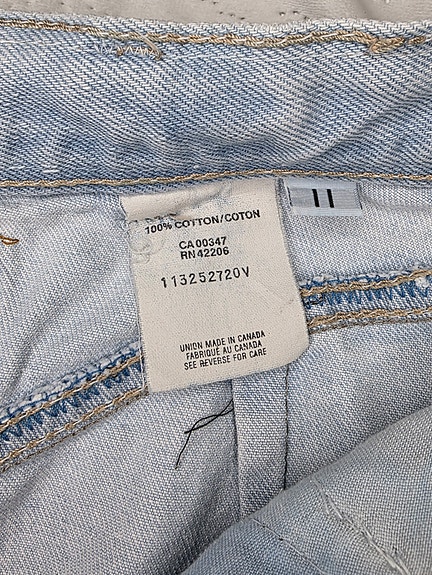 100% COTTON/COTON
CA 00347
RN 42206
113252720V
UNION MADE IN CANADA
FABRIQUÉ AU CANADA
SEE REVERSE FOR CARE
11